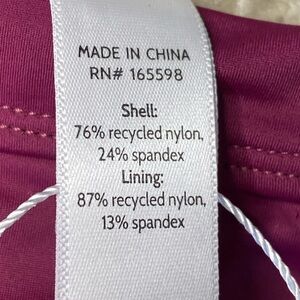 MADE IN CHINA
RN# 165598
Shell:
76% recycled nylon,
24% spandex
Lining:
87% recycled nylon,
13% spandex